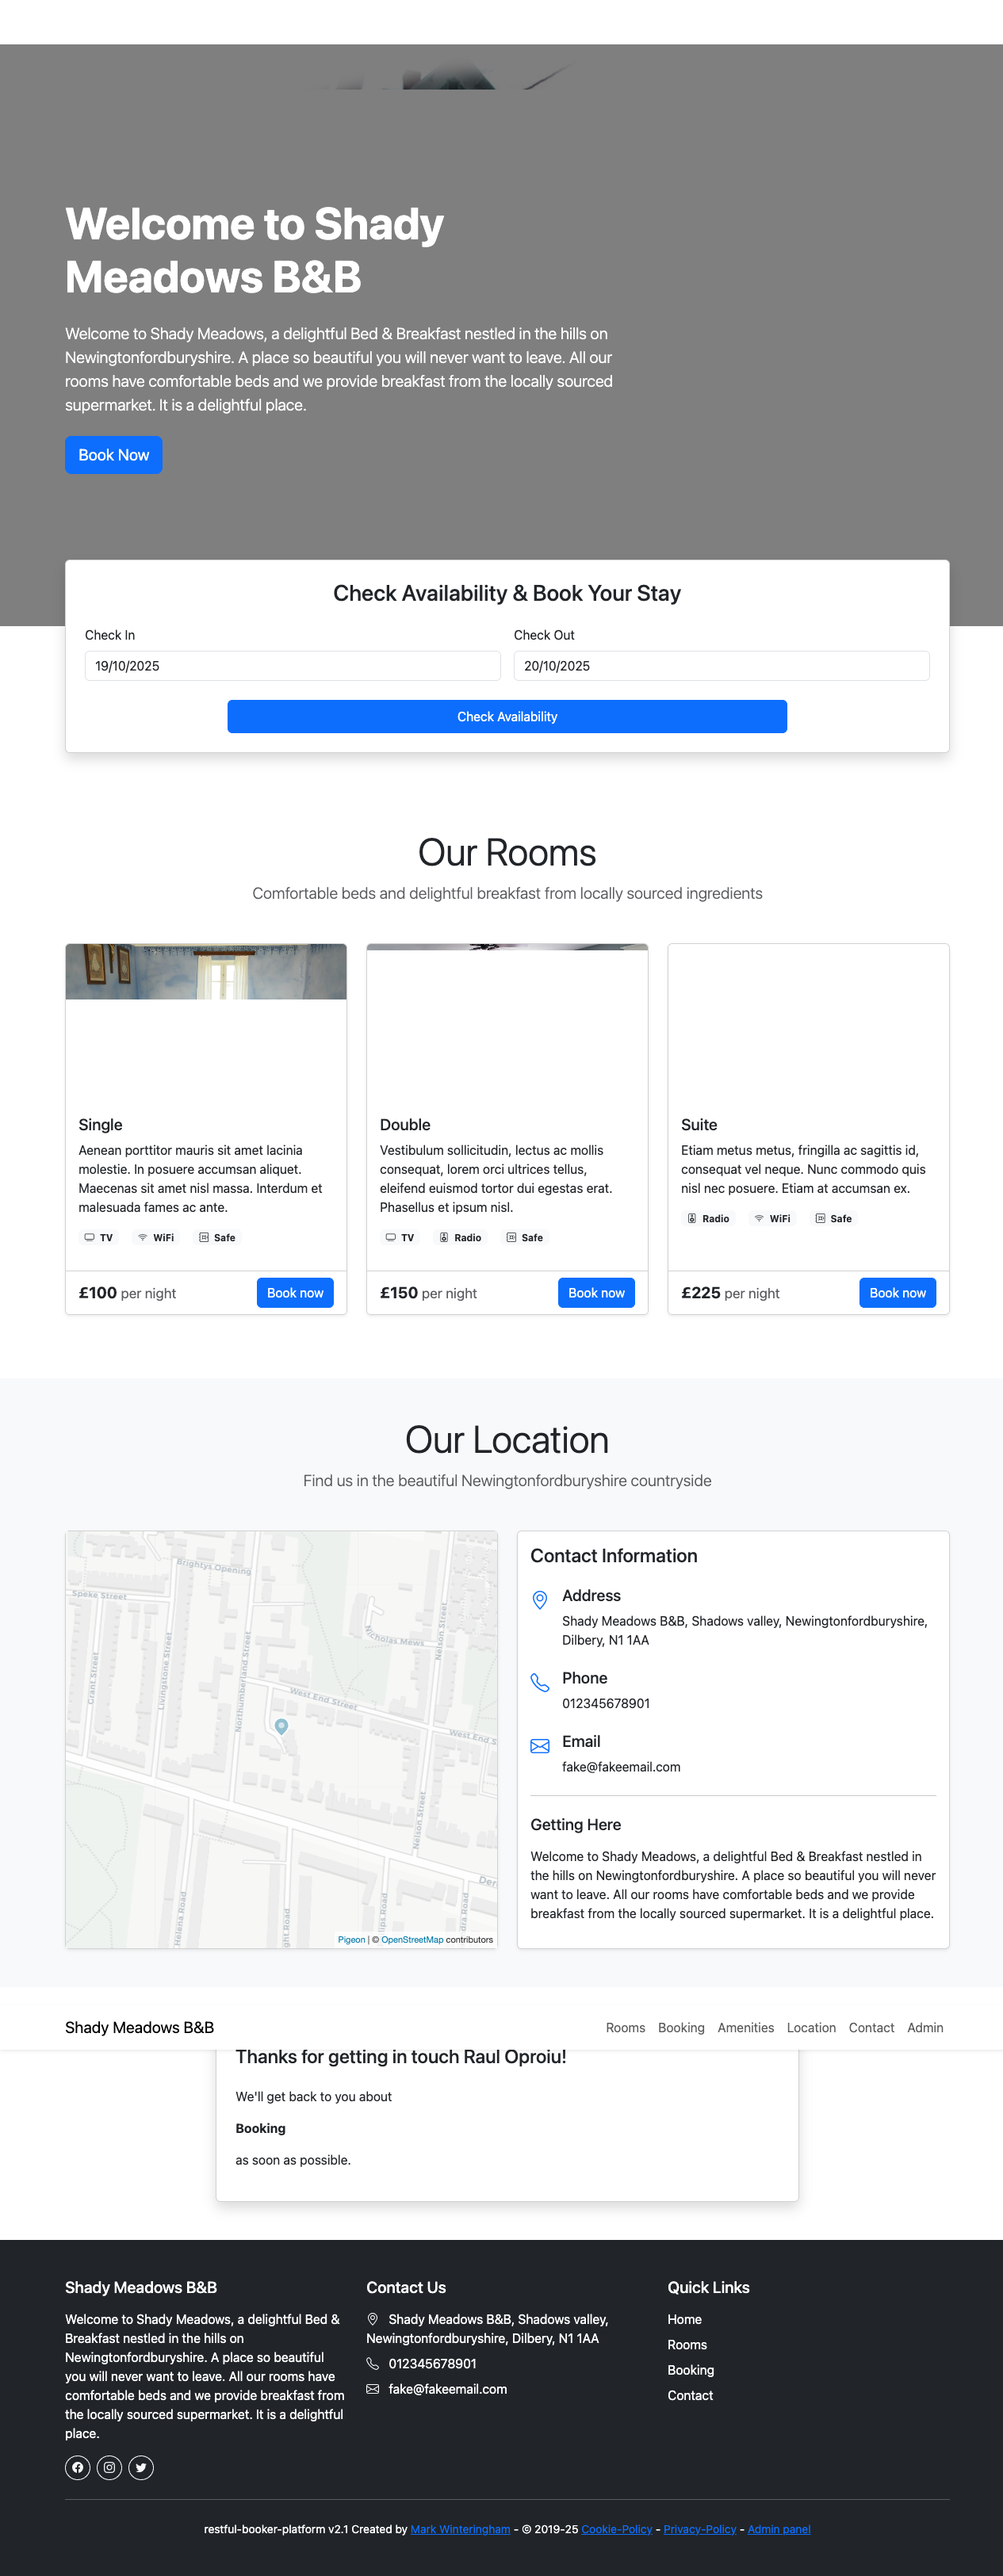 Welcome to Shady
Meadows B&B
Welcome to Shady Meadows, a delightful Bed & Breakfast nestled in the hills on
Newingtonfordburyshire. A place so beautiful you will never want to leave. All our
rooms have comfortable beds and we provide breakfast from the locally sourced
supermarket. It is a delightful place.
Book Now
Check Availability & Book Your Stay
Check In
Check Out
19/10/2025
20/10/2025
Check Availability
Our Rooms
Comfortable beds and delightful breakfast from locally sourced ingredients
Single
Aenean porttitor mauris sit amet lacinia
molestie. In posuere accumsan aliquet.
Maecenas sit amet nisl massa. Interdum et
malesuada fames ac ante.
TV
WiFi
Safe
£100 per night
Book now
Double
Vestibulum sollicitudin, lectus ac mollis
consequat, lorem orci ultrices tellus,
eleifend euismod tortor dui egestas erat.
Phasellus et ipsum nisl.
TV
Radio
Safe
£150 per night
Book now
Suite
Etiam metus metus, fringilla ac sagittis id,
consequat vel neque. Nunc commodo quis
nisl nec posuere. Etiam at accumsan ex.
Radio
WiFi
Safe
£225 per night
Book now
Our Location
Find us in the beautiful Newingtonfordburyshire countryside
Brightys Opening
Speke Street
Nicholas Mews
Nelson Street
Grant Street
Livingstone Street
Northumberland Street
West End Street
West End S
Nelson Street
Der
Helena Road
ght Road
lips Road
dra Road
Pigeon | © OpenStreetMap contributors
Contact Information
Address
Shady Meadows B&B, Shadows valley, Newingtonfordburyshire,
Dilbery, N1 1AA
Phone
012345678901
Email
fake@fakeemail.com
Getting Here
Welcome to Shady Meadows, a delightful Bed & Breakfast nestled in
the hills on Newingtonfordburyshire. A place so beautiful you will never
want to leave. All our rooms have comfortable beds and we provide
breakfast from the locally sourced supermarket. It is a delightful place.
Shady Meadows B&B
Rooms
Booking
Amenities
Location
Contact
Admin
Thanks for getting in touch Raul Oproiu!
We'll get back to you about
Booking
as soon as possible.
Shady Meadows B&B
Welcome to Shady Meadows, a delightful Bed &
Breakfast nestled in the hills on
Newingtonfordburyshire. A place so beautiful
you will never want to leave. All our rooms have
comfortable beds and we provide breakfast from
the locally sourced supermarket. It is a delightful
place.
Contact Us
Shady Meadows B&B, Shadows valley,
Newingtonfordburyshire, Dilbery, N1 1AA
012345678901
fake@fakeemail.com
Quick Links
Home
Rooms
Booking
Contact
restful-booker-platform v2.1 Created by Mark Winteringham - © 2019-25 Cookie-Policy - Privacy-Policy - Admin panel